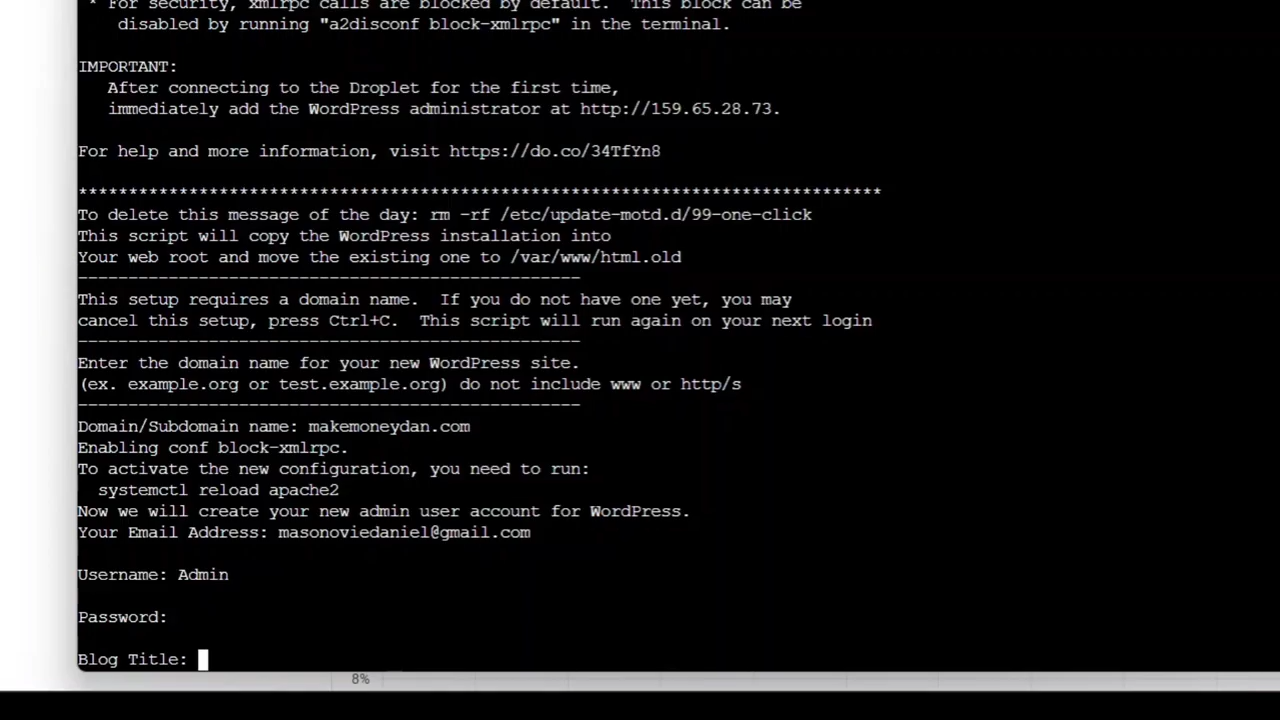 * For security, xmlrpc calls are blocked by default.  This block can be
disabled by running "a2disconf block-xmlrpc" in the terminal.
IMPORTANT:
After connecting to the Droplet for the first time,
immediately add the WordPress administrator at http://159.65.28.73.
For help and more information, visit https://do.co/34TfYn8
********************************************************************************
To delete this message of the day: rm -rf /etc/update-motd.d/99-one-click
This script will copy the WordPress installation into
Your web root and move the existing one to /var/www/html.old
--------------------------------------------------
This setup requires a domain name.  If you do not have one yet, you may
cancel this setup, press Ctrl+C.  This script will run again on your next login
--------------------------------------------------
Enter the domain name for your new WordPress site.
(ex. example.org or test.example.org) do not include www or http/s
--------------------------------------------------
Domain/Subdomain name: makemoneydan.com
Enabling conf block-xmlrpc.
To activate the new configuration, you need to run:
systemctl reload apache2
Now we will create your new admin user account for WordPress.
Your Email Address: masonoviedaniel@gmail.com
Username: Admin
Password:
Blog Title:
8%